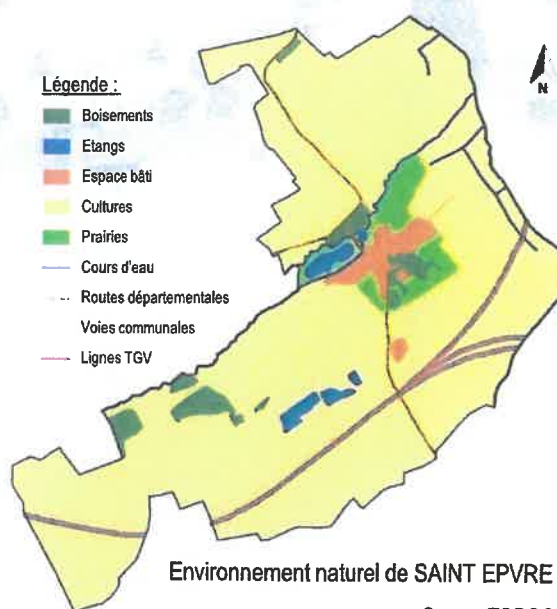 Légende :
Boisements
Etangs
Espace bâti
Cultures
Prairies
Cours d'eau
Routes départementales
Voies communales
Lignes TGV
N
Environnement naturel de SAINT EPVRE